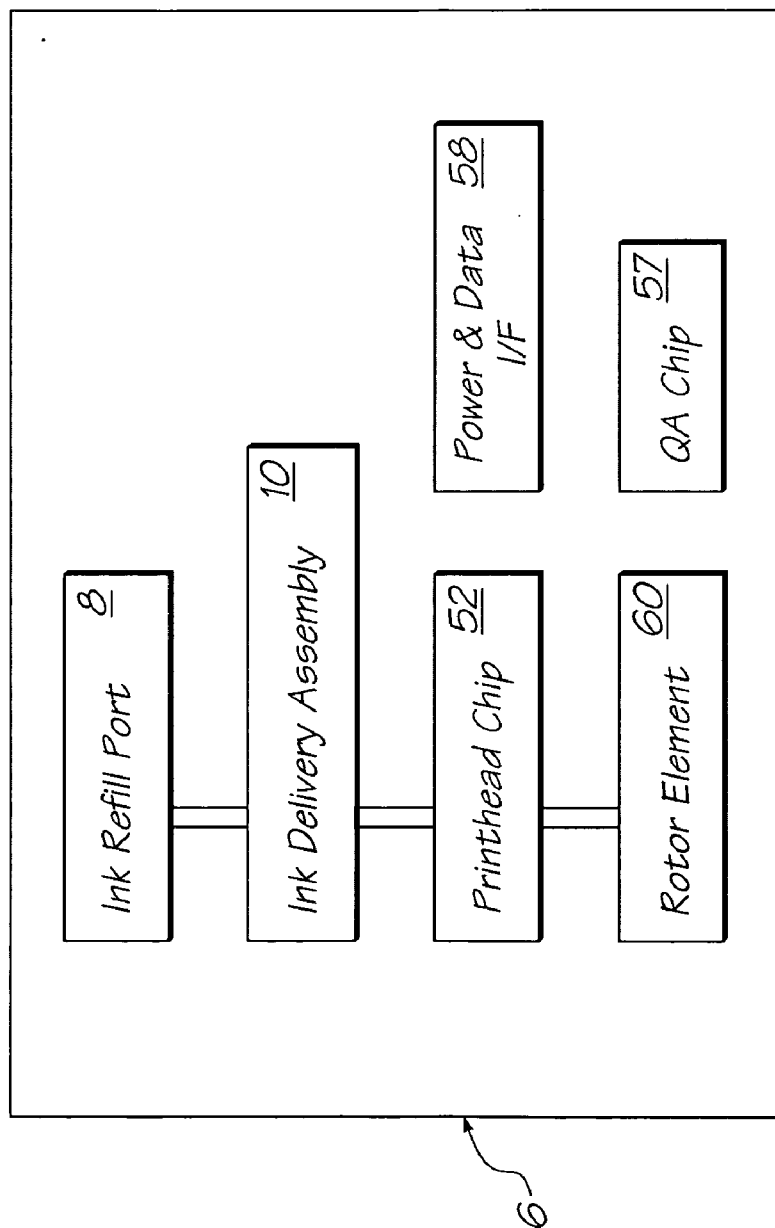 Ink Refill Port 8
Ink Delivery Assembly 10
Printhead Chip 52
Power & Data 58
I/F
Rotor Element 60
QA Chip 57
6